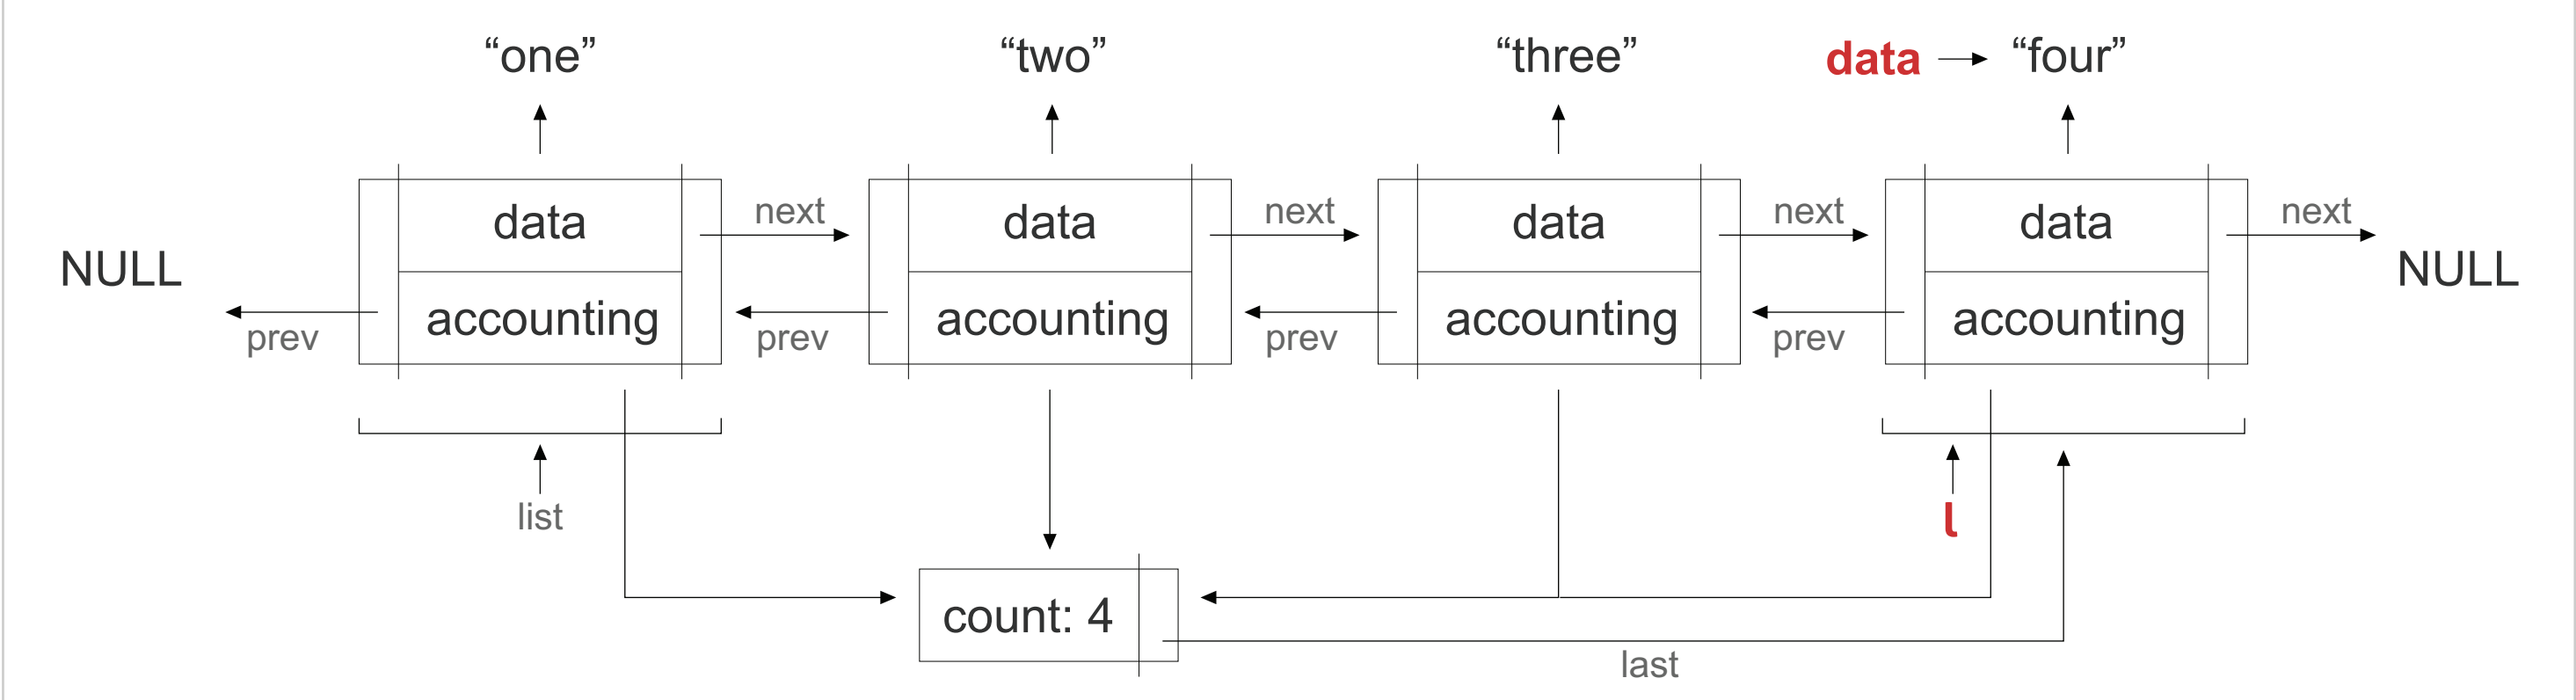 “one”
“two”
“three”
data
“four”
data
next
data
next
data
next
data
next
NULL
NULL
prev
accounting
prev
accounting
prev
accounting
prev
accounting
list
l
count: 4
last